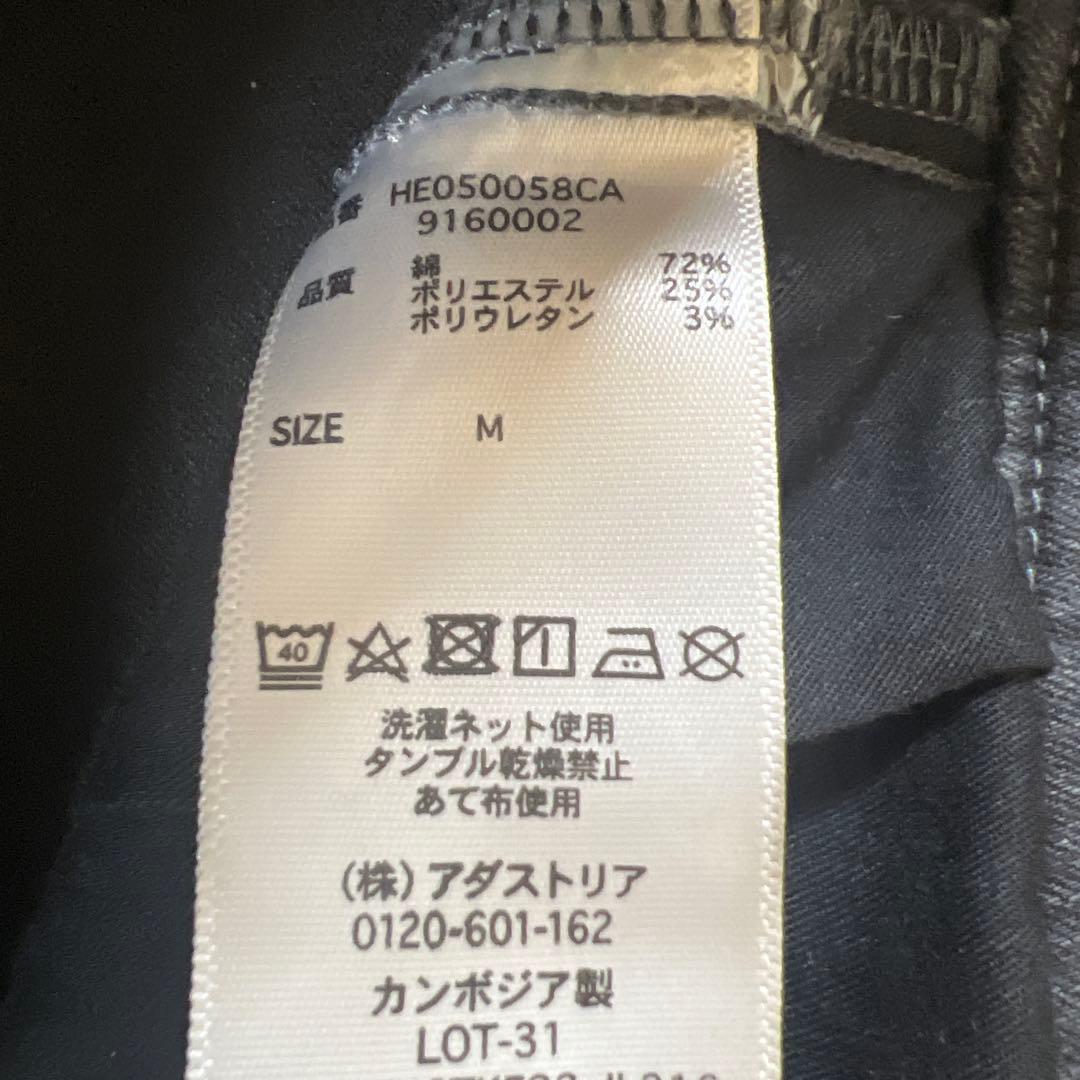 番 HE050058CA
9160002
品質 綿 72%
ポリエステル 25%
ポリウレタン 3%
SIZE M
40
洗濯ネット使用
タンブル乾燥禁止
あて布使用
(株)アダストリア
0120-601-162
カンボジア製
LOT-31